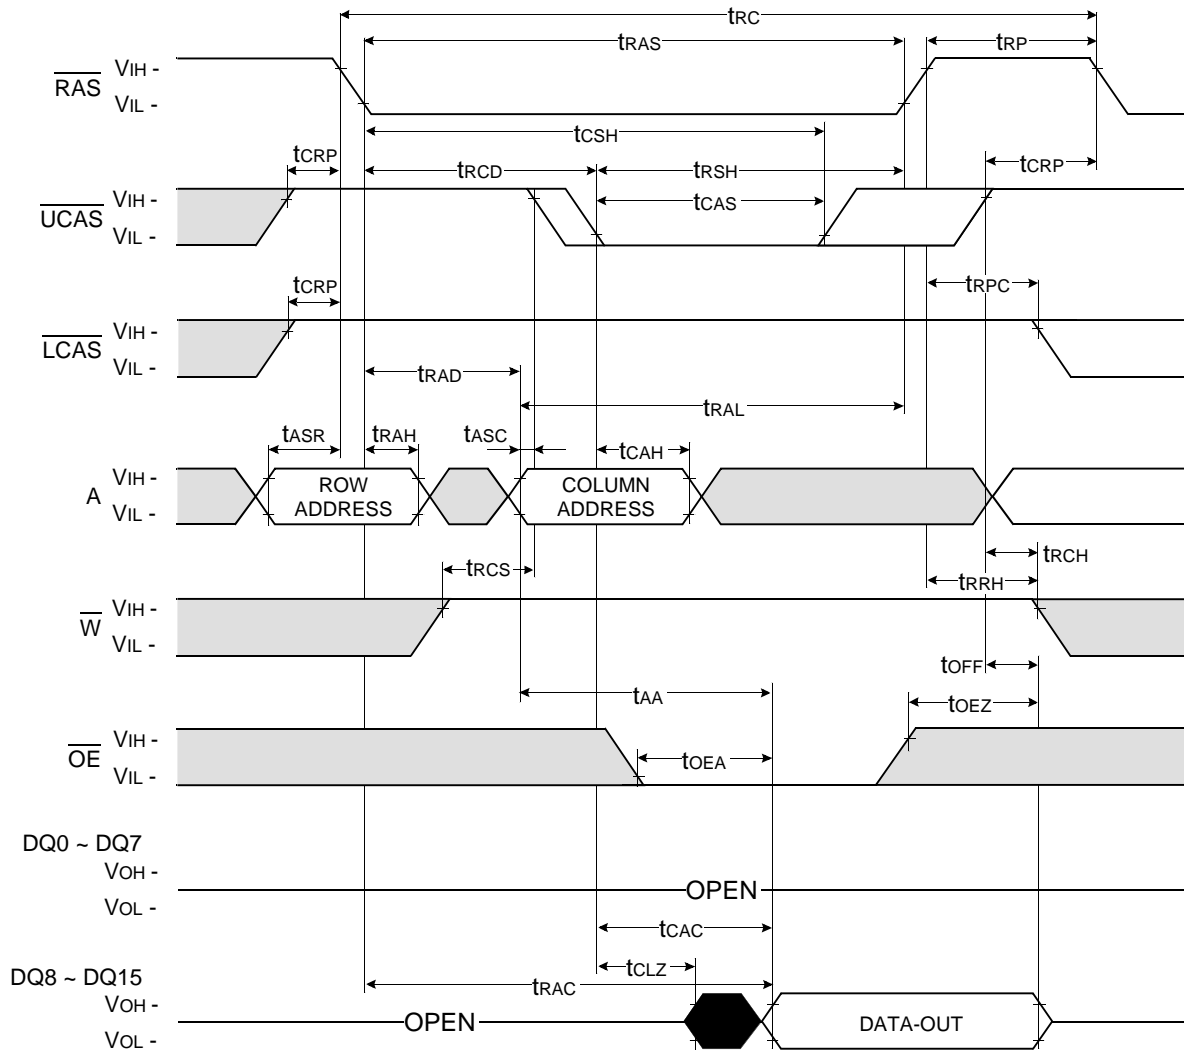 tRC
tRAS
tRP
RAS
VIH -
VIL -
tCSH
tCRP
tRCD
tRSH
tCRP
UCAS
VIH -
VIL -
tCAS
tCRP
tRPC
LCAS
VIH -
VIL -
tRAD
tRAL
tASR
tRAH
tASC
tCAH
A
VIH -
VIL -
ROW
ADDRESS
COLUMN
ADDRESS
tRCS
tRCH
tRRH
W
VIH -
VIL -
tOFF
tAA
tOEZ
OE
VIH -
VIL -
tOEA
DQ0 ~ DQ7
VOH -
VOL -
OPEN
tCAC
tCLZ
tRAC
DQ8 ~ DQ15
VOH -
VOL -
OPEN
DATA-OUT